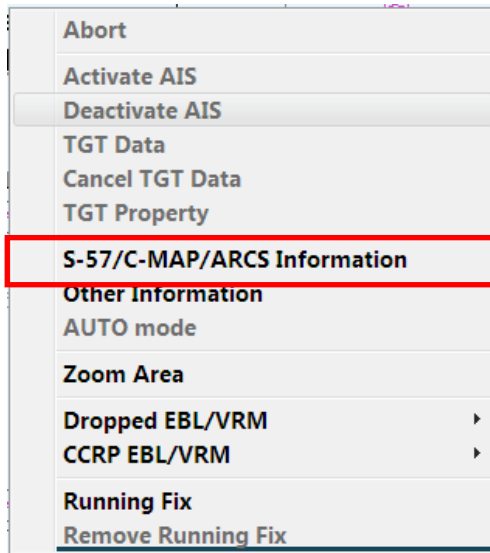 Abort
Activate AIS
Deactivate AIS
TGT Data
Cancel TGT Data
TGT Property
S-57/C-MAP/ARCS Information
Other Information
AUTO mode
Zoom Area
Dropped EBL/VRM
CCRP EBL/VRM
Running Fix
Remove Running Fix